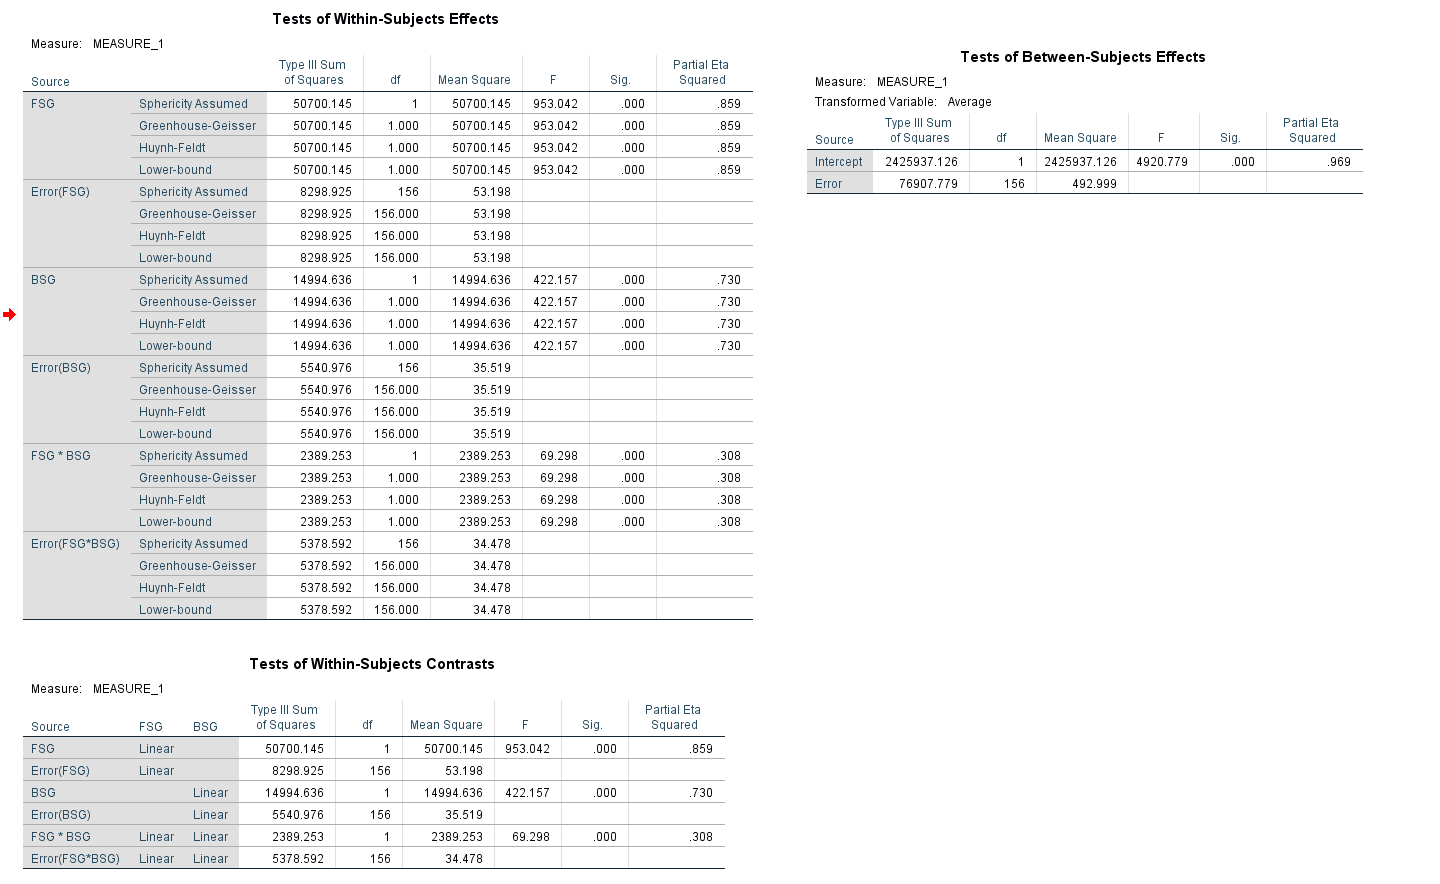 Tests of Within-Subjects Effects
Measure: MEASURE_1
Source Type III Sum of Squares df Mean Square F Sig. Partial Eta Squared
FSG Sphericity Assumed 50700.145 1 50700.145 953.042 .000 .859
Greenhouse-Geisser 50700.145 1.000 50700.145 953.042 .000 .859
Huynh-Feldt 50700.145 1.000 50700.145 953.042 .000 .859
Lower-bound 50700.145 1.000 50700.145 953.042 .000 .859
Error(FSG) Sphericity Assumed 8298.925 156 53.198
Greenhouse-Geisser 8298.925 156.000 53.198
Huynh-Feldt 8298.925 156.000 53.198
Lower-bound 8298.925 156.000 53.198
BSG Sphericity Assumed 14994.636 1 14994.636 422.157 .000 .730
Greenhouse-Geisser 14994.636 1.000 14994.636 422.157 .000 .730
Huynh-Feldt 14994.636 1.000 14994.636 422.157 .000 .730
Lower-bound 14994.636 1.000 14994.636 422.157 .000 .730
Error(BSG) Sphericity Assumed 5540.976 156 35.519
Greenhouse-Geisser 5540.976 156.000 35.519
Huynh-Feldt 5540.976 156.000 35.519
Lower-bound 5540.976 156.000 35.519
FSG * BSG Sphericity Assumed 2389.253 1 2389.253 69.298 .000 .308
Greenhouse-Geisser 2389.253 1.000 2389.253 69.298 .000 .308
Huynh-Feldt 2389.253 1.000 2389.253 69.298 .000 .308
Lower-bound 2389.253 1.000 2389.253 69.298 .000 .308
Error(FSG*BSG) Sphericity Assumed 5378.592 156 34.478
Greenhouse-Geisser 5378.592 156.000 34.478
Huynh-Feldt 5378.592 156.000 34.478
Lower-bound 5378.592 156.000 34.478
Tests of Between-Subjects Effects
Measure: MEASURE_1
Transformed Variable: Average
Source Type III Sum of Squares df Mean Square F Sig. Partial Eta Squared
Intercept 2425937.126 1 2425937.126 4920.779 .000 .969
Error 76907.779 156 492.999
Tests of Within-Subjects Contrasts
Measure: MEASURE_1
Source FSG BSG Type III Sum of Squares df Mean Square F Sig. Partial Eta Squared
FSG Linear 50700.145 1 50700.145 953.042 .000 .859
Error(FSG) Linear 8298.925 156 53.198
BSG Linear 14994.636 1 14994.636 422.157 .000 .730
Error(BSG) Linear 5540.976 156 35.519
FSG * BSG Linear Linear 2389.253 1 2389.253 69.298 .000 .308
Error(FSG*BSG) Linear Linear 5378.592 156 34.478